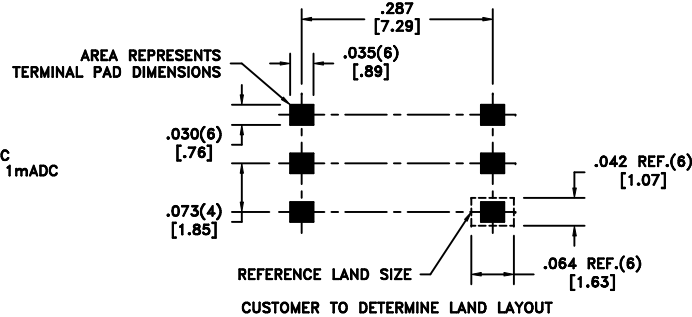 .287
[7.29]
AREA REPRESENTS
TERMINAL PAD DIMENSIONS
.035(6)
[.89]
.030(6)
[.76]
C
1mADC
.042 REF.(6)
[1.07]
.073(4)
[1.85]
REFERENCE LAND SIZE
.064 REF.(6)
[1.63]
CUSTOMER TO DETERMINE LAND LAYOUT